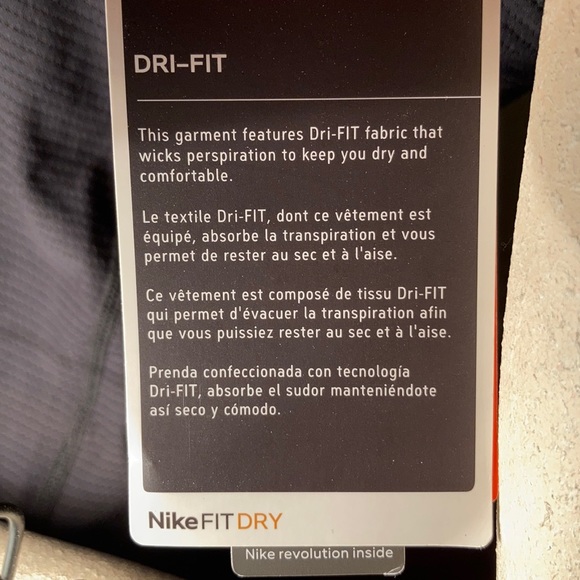 DRI-FIT
This garment features Dri-FIT fabric that
wicks perspiration to keep you dry and
comfortable.
Le textile Dri-FIT, dont ce vêtement est
équipé, absorbe la transpiration et vous
permet de rester au sec et à l'aise.
Ce vêtement est composé de tissu Dri-FIT
qui permet d'évacuer la transpiration afin
que vous puissiez rester au sec et à l'aise.
Prenda confeccionada con tecnología
Dri-FIT, absorbe el sudor manteniéndote
así seco y cómodo.
NikeFITDRY
Nike revolution inside